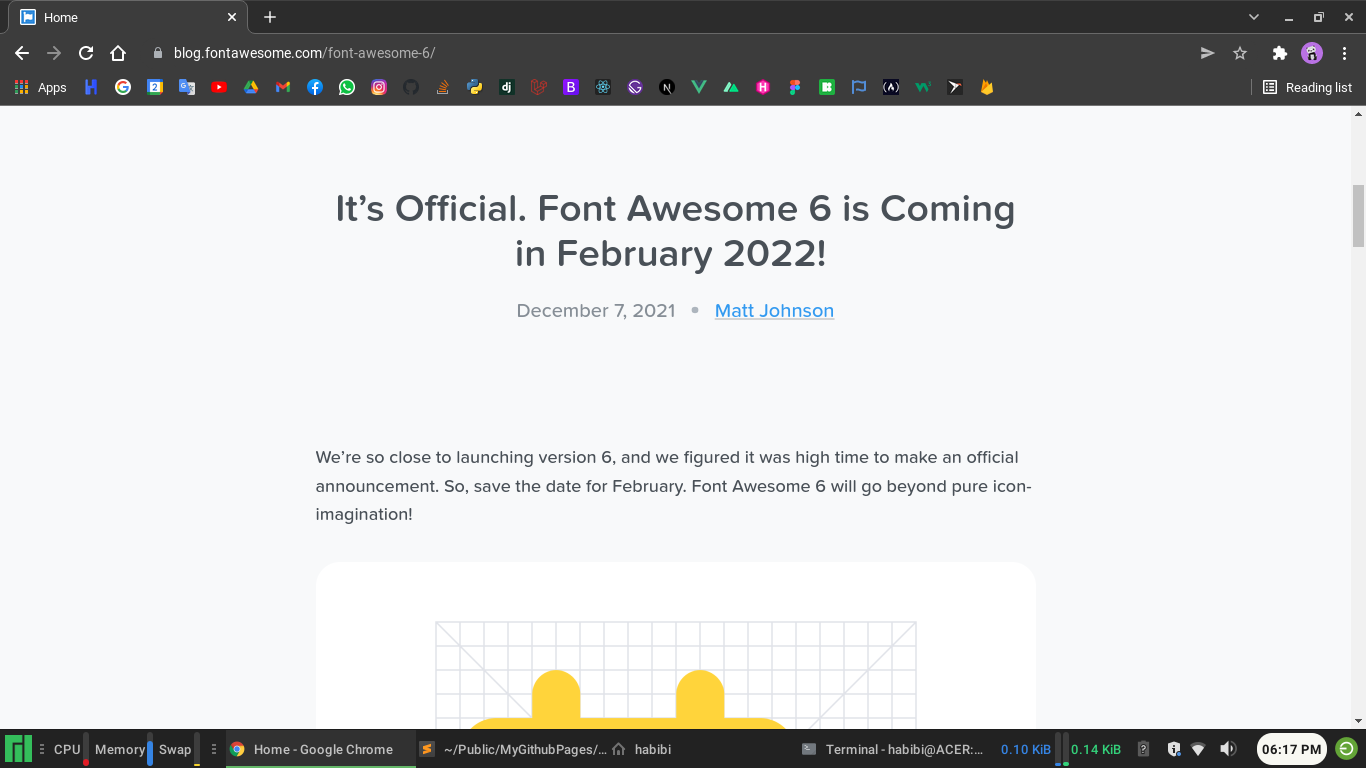 Home
blog.fontawesome.com/font-awesome-6/
Apps
Reading list
It’s Official. Font Awesome 6 is Coming
in February 2022!
December 7, 2021 • Matt Johnson
We’re so close to launching version 6, and we figured it was high time to make an official
announcement. So, save the date for February. Font Awesome 6 will go beyond pure icon-
imagination!
CPU Memory Swap Home - Google Chrome ~/Public/MyGithubPages/... habibi Terminal - habibi@ACER:... 0.10 KiB 0.14 KiB 06:17 PM